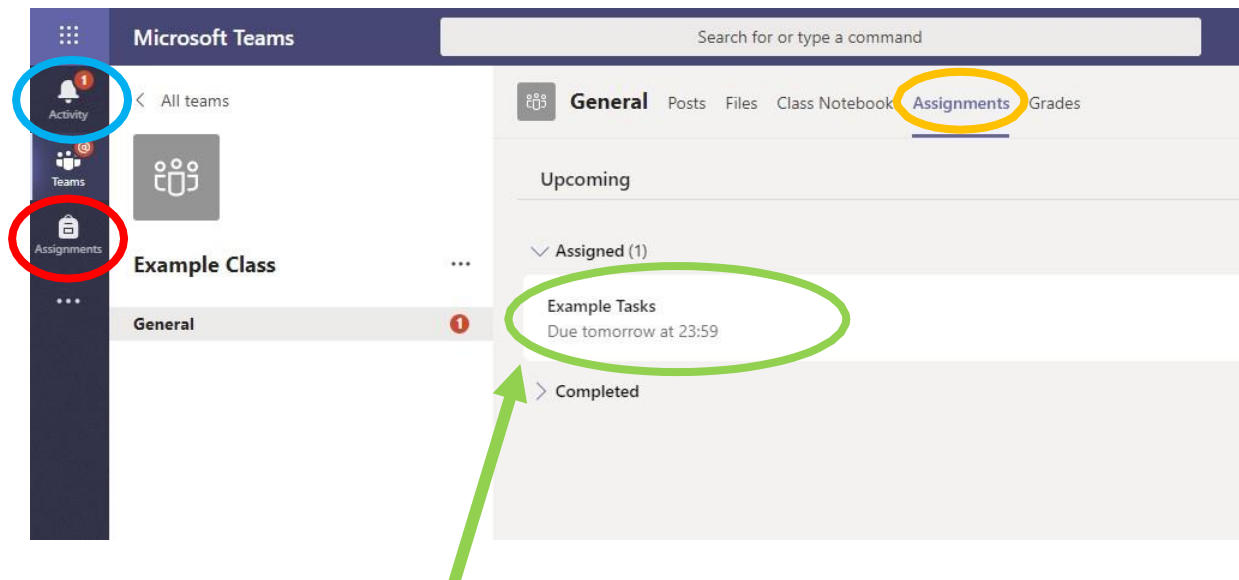 Microsoft Teams
Search for or type a command
1
Activity
@
Teams
Assignments
...
< All teams
Example Class
...
General
1
General Posts Files Class Notebook Assignments Grades
Upcoming
Assigned (1)
Example Tasks
Due tomorrow at 23:59
Completed